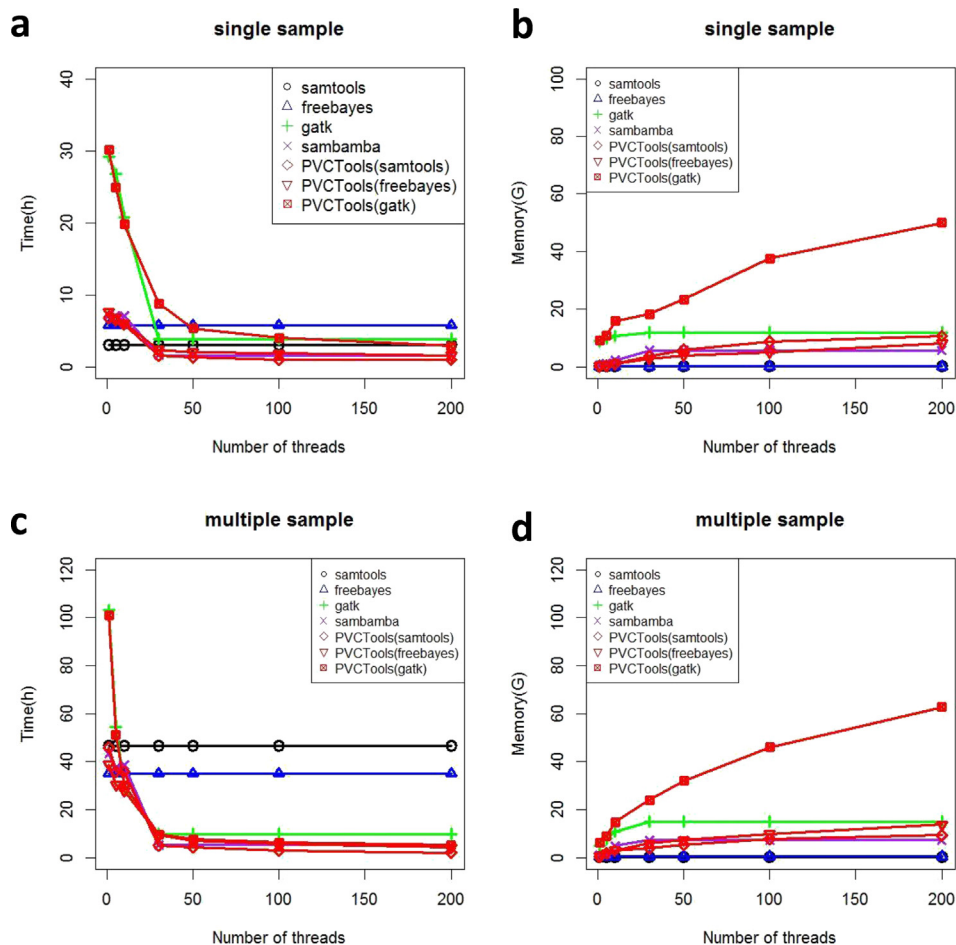 a
single sample
Time(h)
40
30
20
10
0
samtools
freebayes
gatk
sambamba
PVCTools(samtools)
PVCTools(freebayes)
PVCTools(gatk)
0 50 100 150 200
Number of threads
b
single sample
Memory(G)
100
80
60
40
20
0
samtools
freebayes
gatk
sambamba
PVCTools(samtools)
PVCTools(freebayes)
PVCTools(gatk)
0 50 100 150 200
Number of threads
c
multiple sample
Time(h)
120
100
80
60
40
20
0
samtools
freebayes
gatk
sambamba
PVCTools(samtools)
PVCTools(freebayes)
PVCTools(gatk)
0 50 100 150 200
Number of threads
d
multiple sample
Memory(G)
120
100
80
60
40
20
0
samtools
freebayes
gatk
sambamba
PVCTools(samtools)
PVCTools(freebayes)
PVCTools(gatk)
0 50 100 150 200
Number of threads